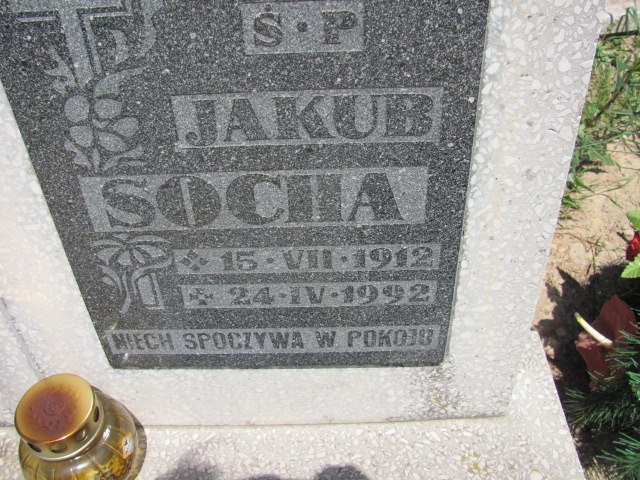 Ś·P
JAKUB
SOCHA
15·VII·1912
24·IV·1992
NIECH SPOCZYWA W POKOJU